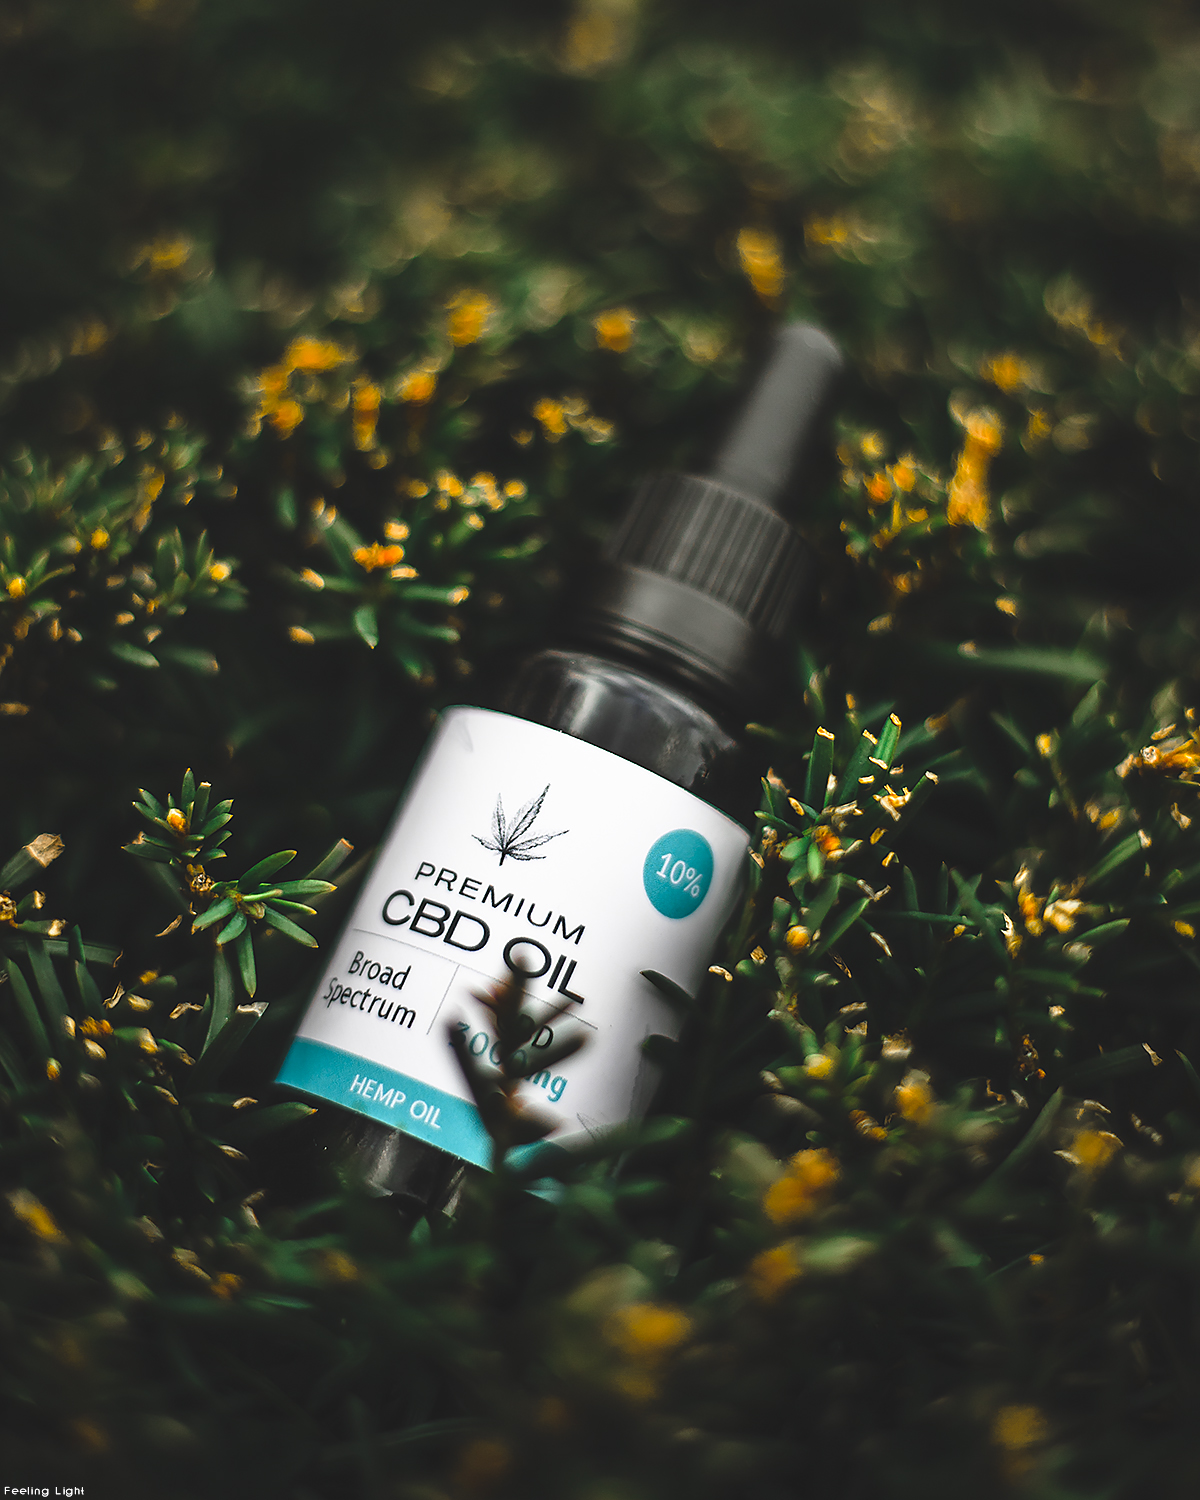 10%
PREMIUM
CBD OIL
Broad
Spectrum
HEMP OIL
Feeling Light